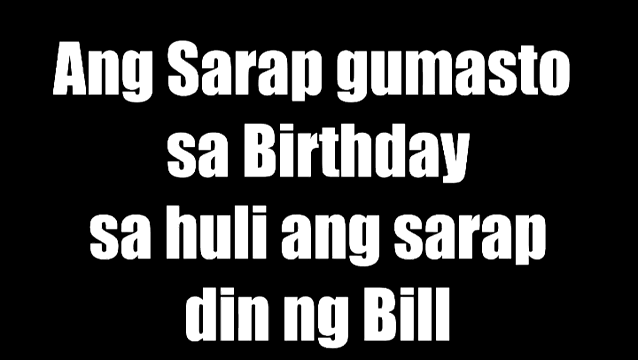 Ang Sarap gumasto
sa Birthday
sa huli ang sarap
din ng Bill